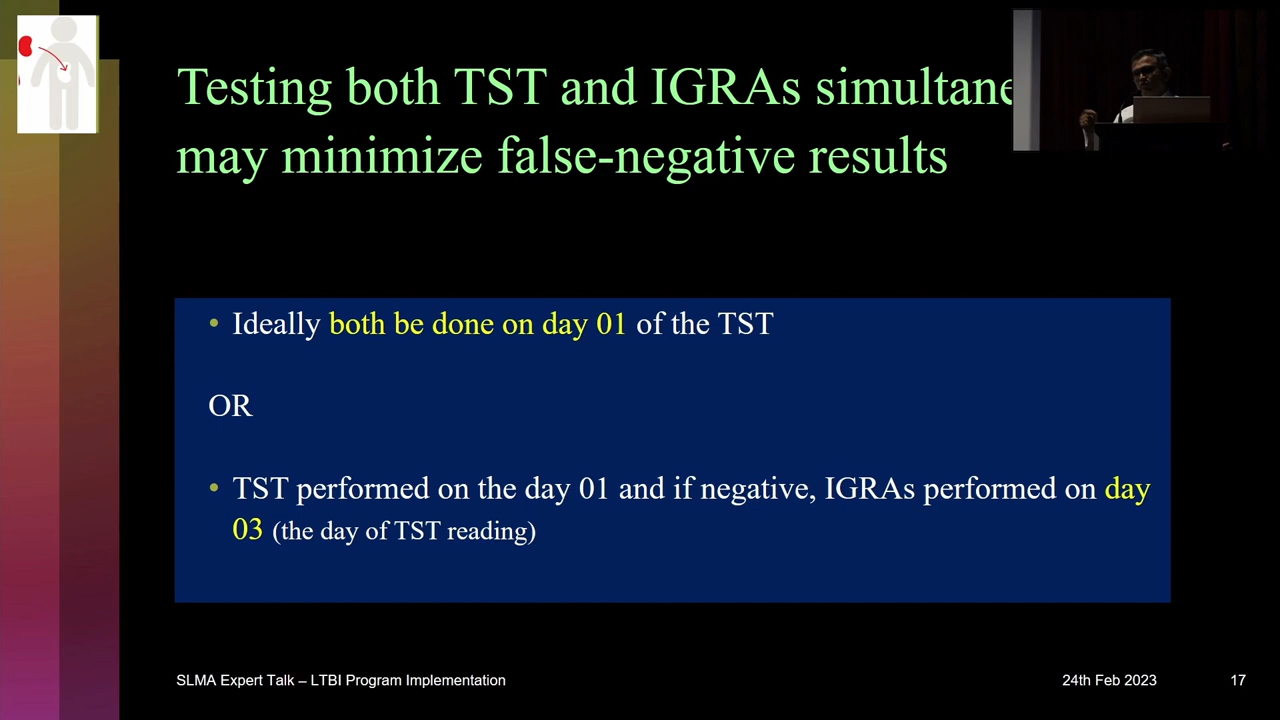 Testing both TST and IGRAs
may minimize false-negative results
• Ideally both be done on day 01 of the TST
OR
• TST performed on the day 01 and if negative, IGRAs performed on day
03 (the day of TST reading)
SLMA Expert Talk – LTBI Program Implementation
24th Feb 2023
17